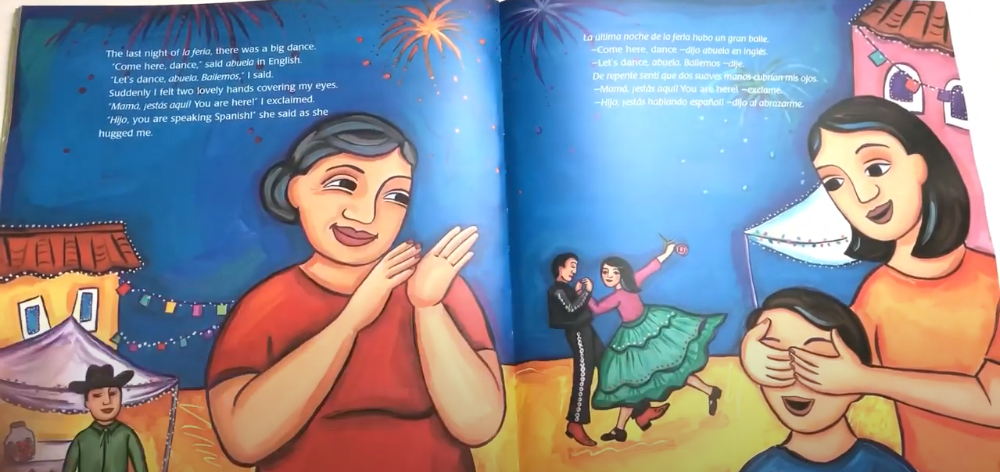 The last night of la feria, there was a big dance.
"Come here, dance," said abuela in English.
"Let's dance, abuela. Bailemos," I said.
Suddenly I felt two lovely hands covering my eyes.
"Mamá, ¡estás aquí! You are here!" I exclaimed.
"Hijo, you are speaking Spanish!" she said as she
hugged me.
La última noche de la feria hubo un gran baile.
—Come here, dance —dijo abuela en inglés.
—Let's dance, abuela. Bailemos —dije.
De repente sentí que dos suaves manos cubrían mis ojos.
—Mamá, ¡estás aquí! You are here! —exclamé.
—Hijo, ¡estás hablando español! —dijo al abrazarme.